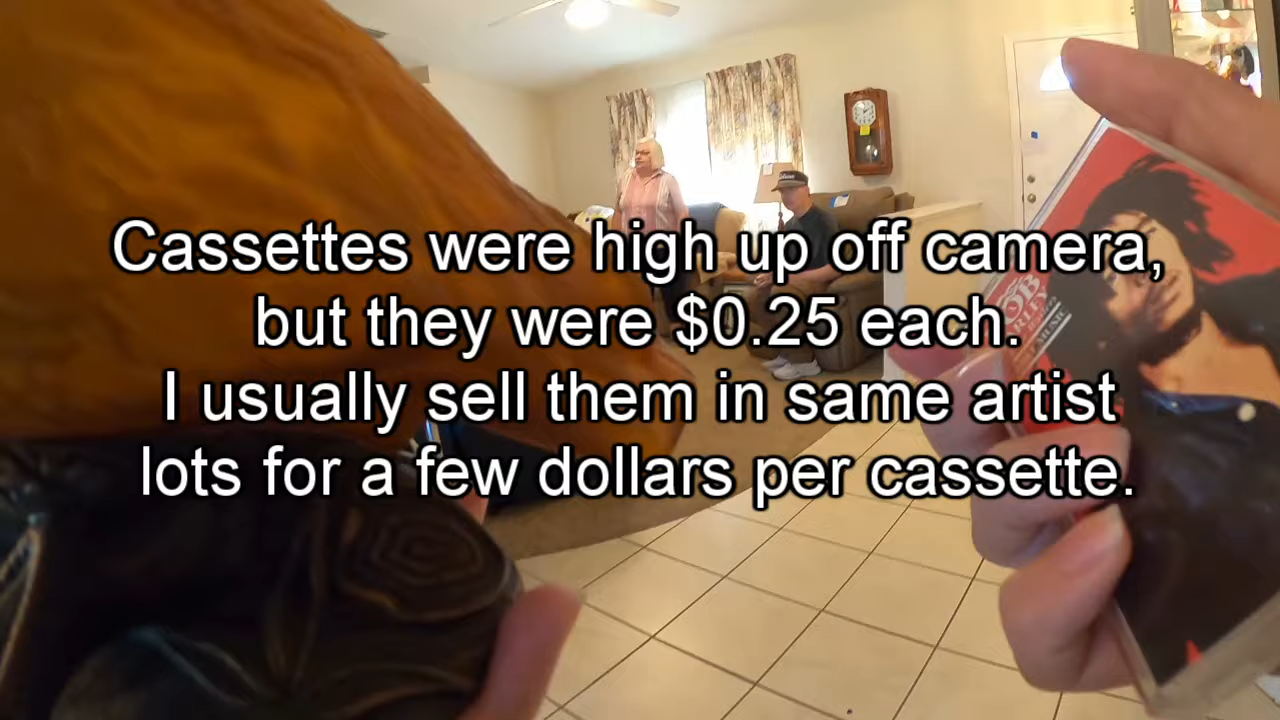 Cassettes were high up off camera,
but they were $0.25 each.
I usually sell them in same artist
lots for a few dollars per cassette.